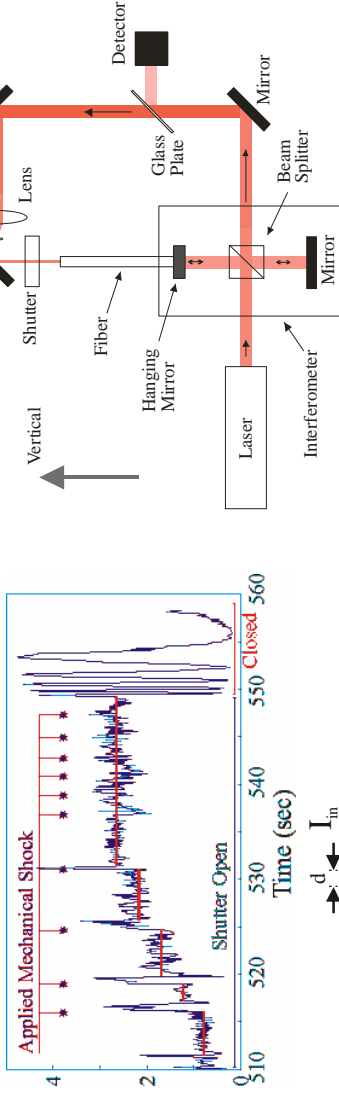 Vertical
Shutter
Lens
Fiber
Hanging
Mirror
Glass
Plate
Detector
Laser
Beam
Splitter
Mirror
Mirror
Interferometer
Applied Mechanical Shock
4
2
0
Shutter Open
Closed
510 520 530 540 550 560
Time (sec)
d
I in